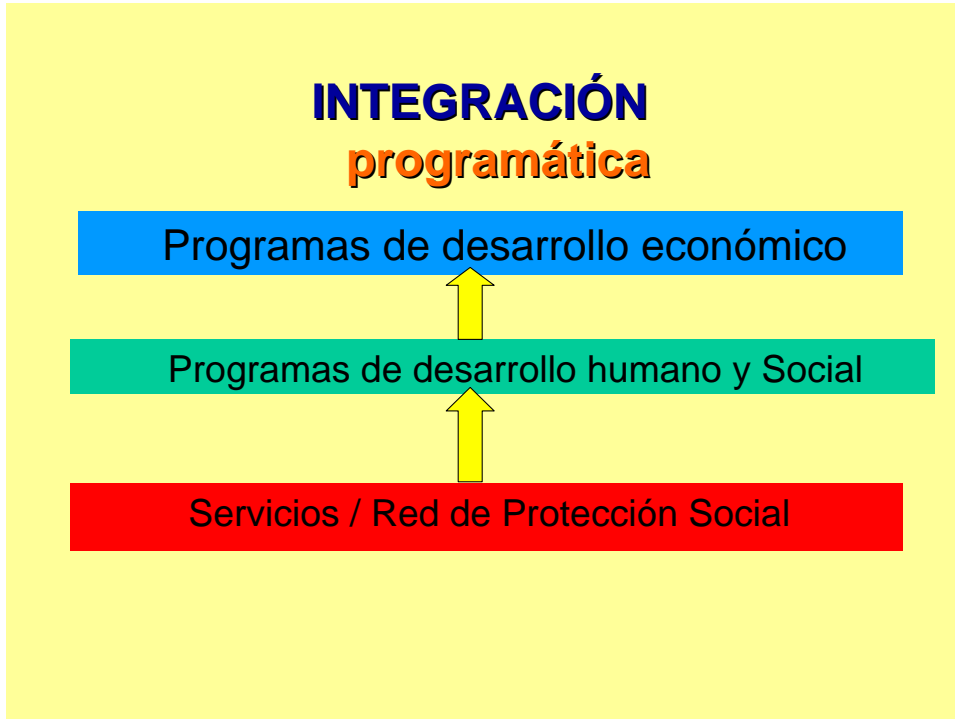 INTEGRACIÓN
programática
Programas de desarrollo económico
Programas de desarrollo humano y Social
Servicios / Red de Protección Social